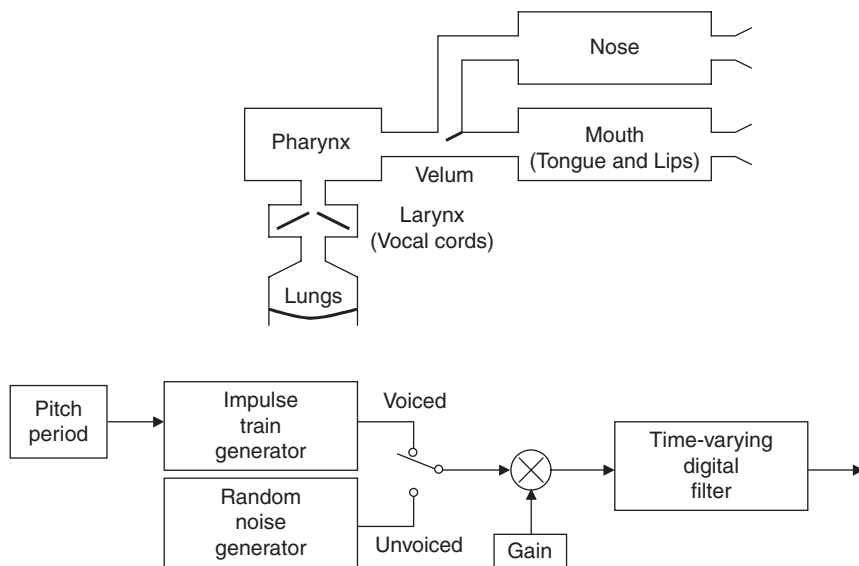 Nose
Pharynx
Mouth
(Tongue and Lips)
Velum
Larynx
(Vocal cords)
Lungs
Pitch
period
Impulse
train
generator
Voiced
Time-varying
digital
filter
Random
noise
generator
Unvoiced
Gain